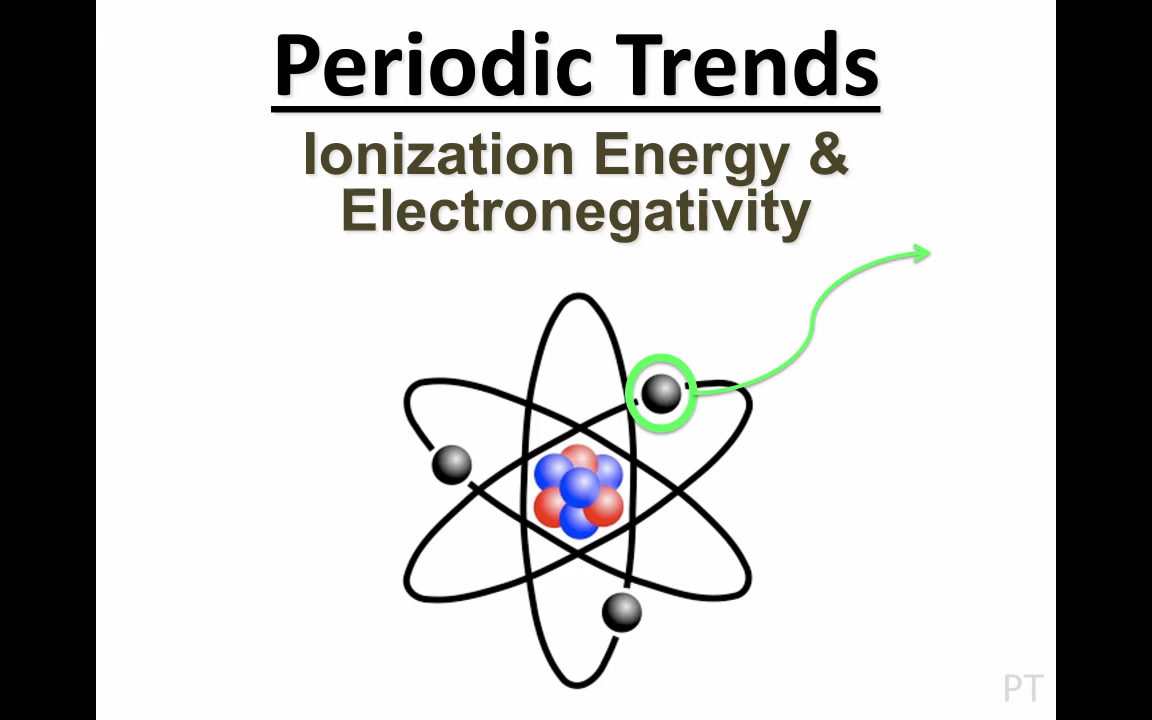 Periodic Trends
Ionization Energy &
Electronegativity
PT